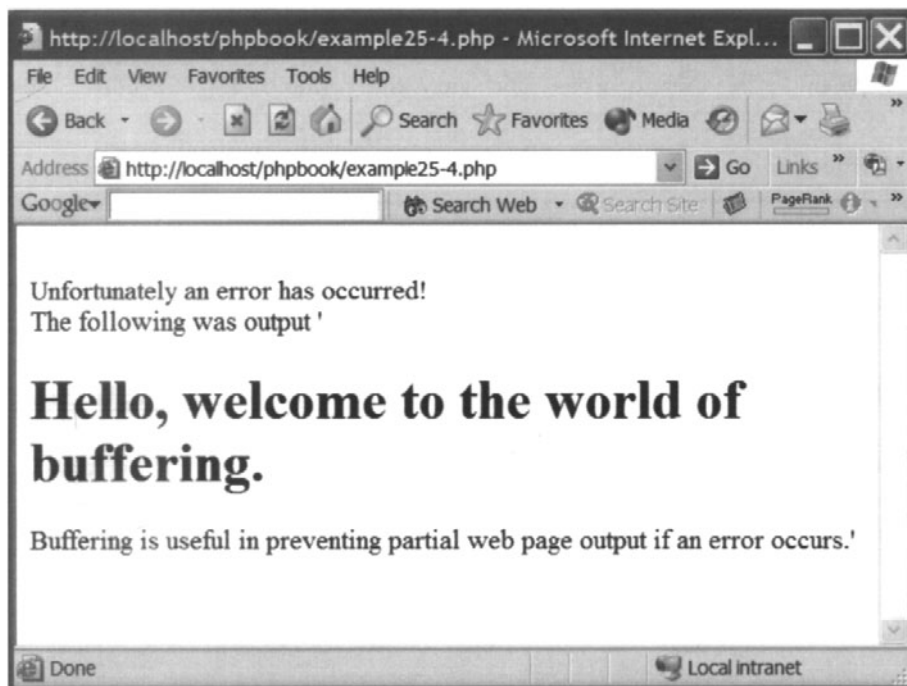 http://localhost/phpbook/example25-4.php - Microsoft Internet Expl...
File Edit View Favorites Tools Help
Back Search Favorites Media »
Address http://localhost/phpbook/example25-4.php Go Links »
Google Search Web Search Site PageRank »
Unfortunately an error has occurred!
The following was output '
Hello, welcome to the world of
buffering.
Buffering is useful in preventing partial web page output if an error occurs.'
Done Local intranet